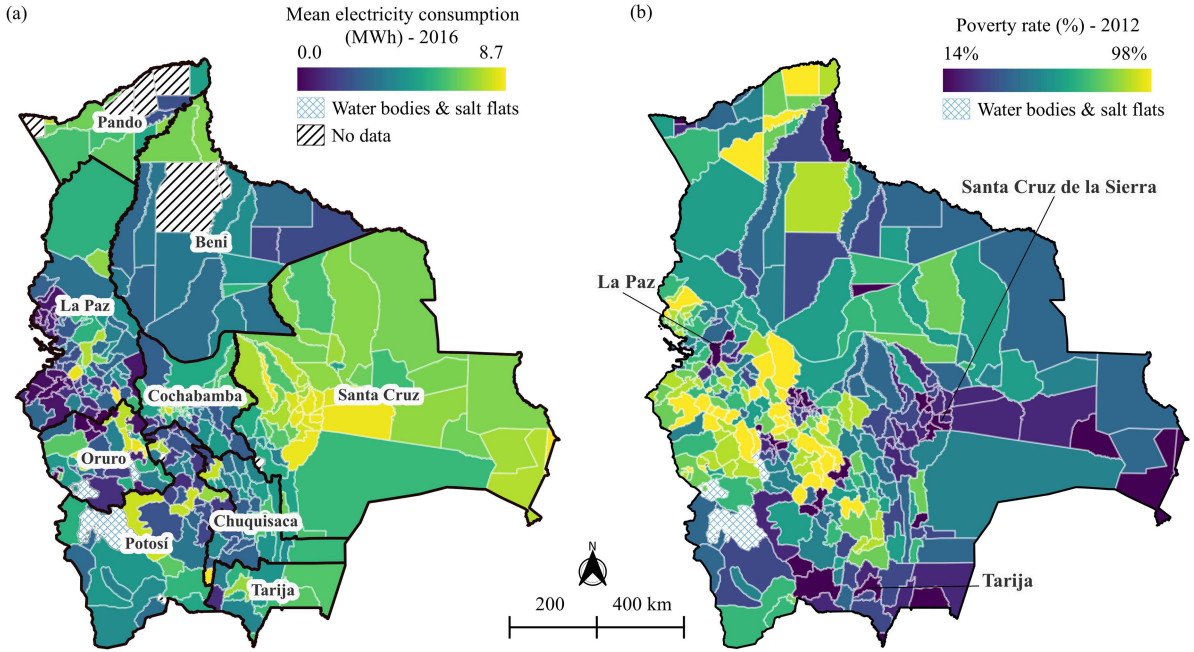 (a)
Mean electricity consumption
(MWh) - 2016
0.0 8.7
Water bodies & salt flats
No data
Pando
Beni
La Paz
Cochabamba
Santa Cruz
Oruro
Chuquisaca
Potosí
Tarija
(b)
Poverty rate (%) - 2012
14% 98%
Water bodies & salt flats
Santa Cruz de la Sierra
La Paz
Tarija
N
200 400 km